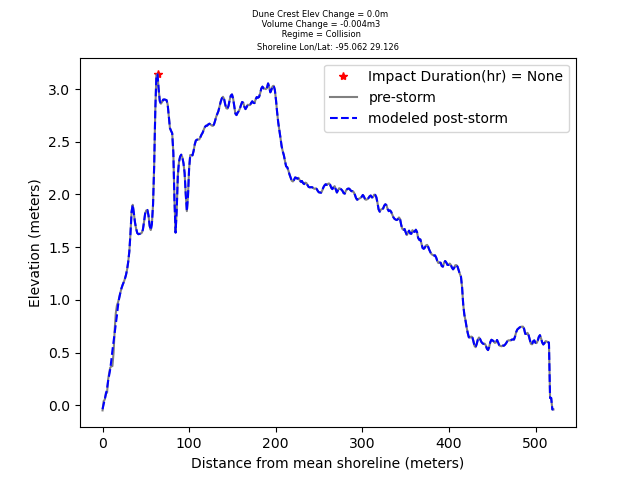 Dune Crest Elev Change = 0.0m
Volume Change = -0.004m3
Regime = Collision
Shoreline Lon/Lat: -95.062 29.126
Impact Duration(hr) = None
pre-storm
modeled post-storm
3.0
2.5
2.0
1.5
1.0
0.5
0.0
Elevation (meters)
0 100 200 300 400 500
Distance from mean shoreline (meters)